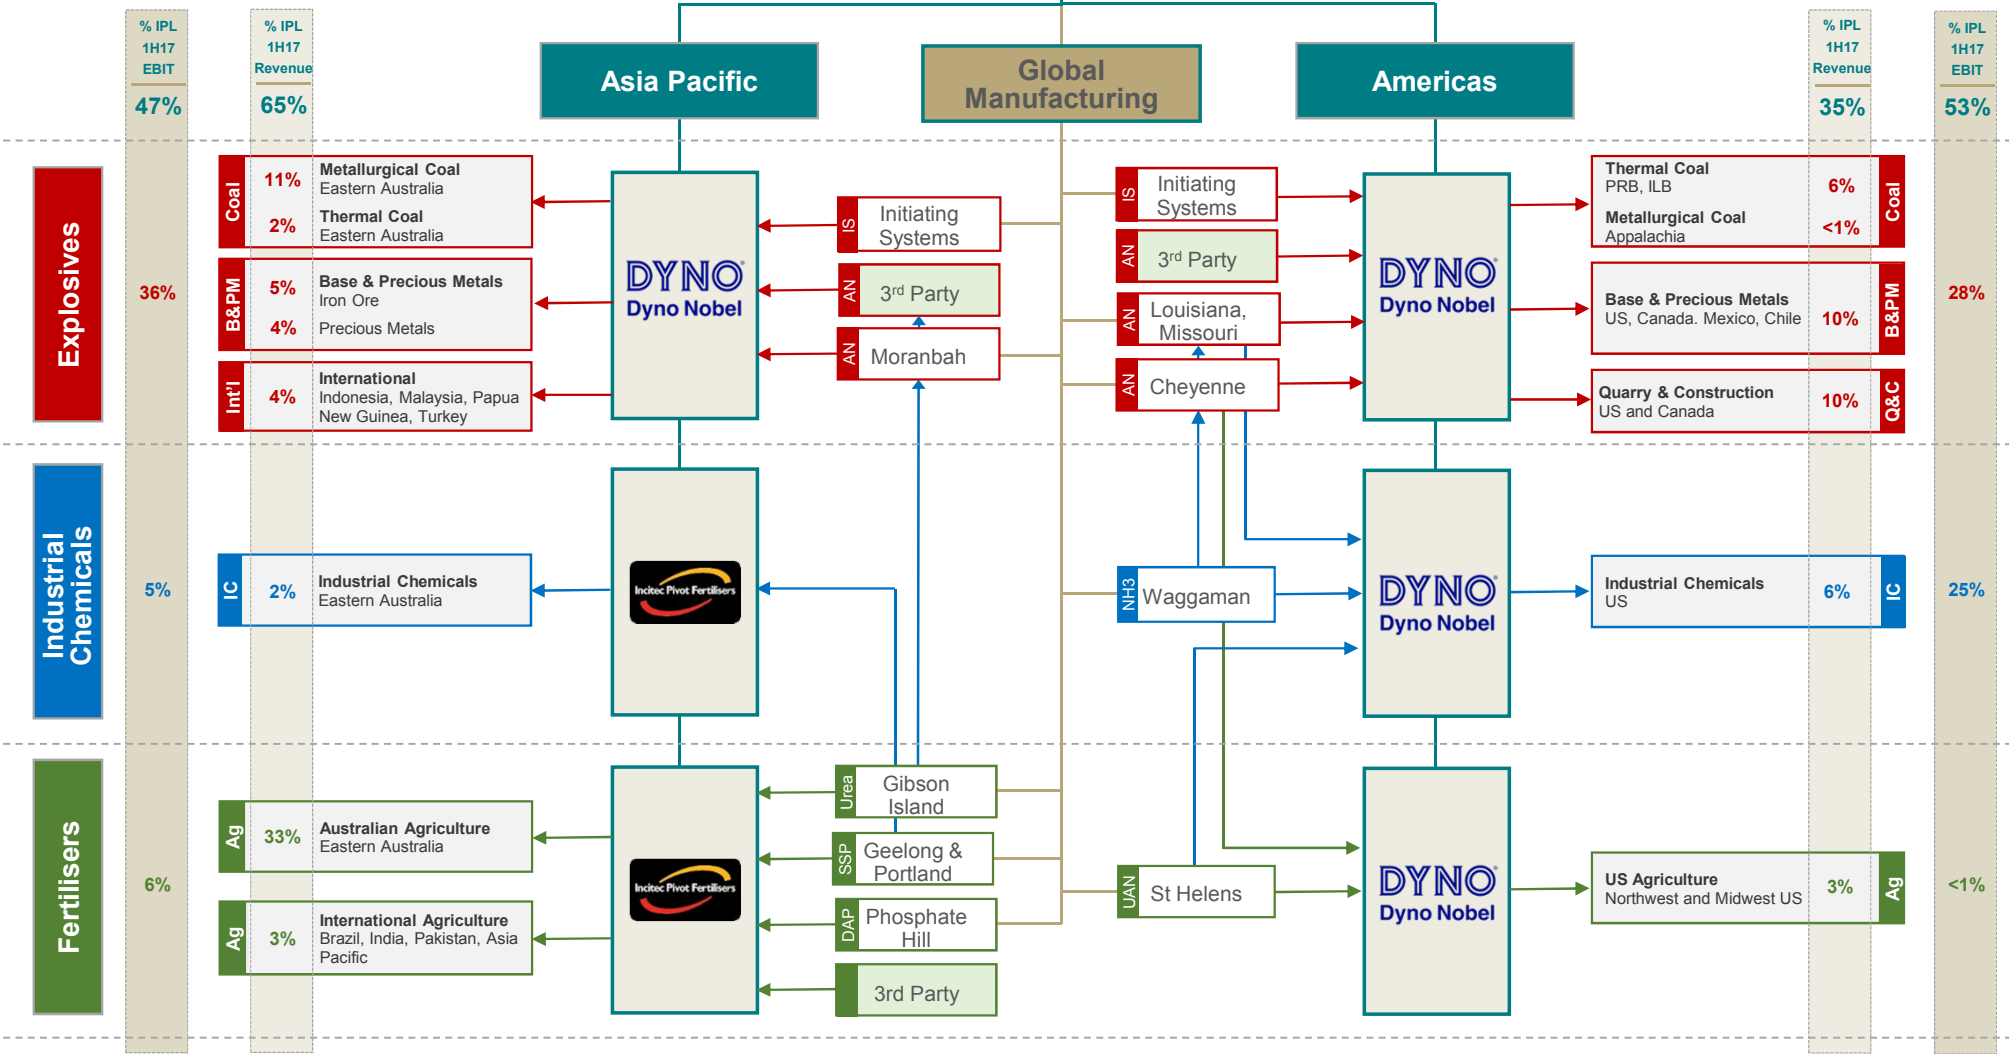 % IPL
1H17
EBIT
47%
% IPL
1H17
Revenue
65%
Asia Pacific
Global
Manufacturing
Americas
% IPL
1H17
Revenue
35%
% IPL
1H17
EBIT
53%
Explosives
36%
Coal
11%
Metallurgical Coal
Eastern Australia
2%
Thermal Coal
Eastern Australia
B&PM
5%
Base & Precious Metals
Iron Ore
4%
Precious Metals
Int'l
4%
International
Indonesia, Malaysia, Papua
New Guinea, Turkey
DYNO®
Dyno Nobel
IS
Initiating
Systems
AN
3rd Party
AN
Moranbah
IS
Initiating
Systems
AN
3rd Party
AN
Louisiana,
Missouri
AN
Cheyenne
DYNO®
Dyno Nobel
Thermal Coal
PRB, ILB
6%
Metallurgical Coal
Appalachia
<1%
Coal
Base & Precious Metals
US, Canada. Mexico, Chile
10%
B&PM
Quarry & Construction
US and Canada
10%
Q&C
28%
Industrial
Chemicals
5%
IC
2%
Industrial Chemicals
Eastern Australia
Incitec Pivot Fertilisers
NH3
Waggaman
DYNO®
Dyno Nobel
Industrial Chemicals
US
6%
IC
25%
Fertilisers
6%
Ag
33%
Australian Agriculture
Eastern Australia
Ag
3%
International Agriculture
Brazil, India, Pakistan, Asia
Pacific
Incitec Pivot Fertilisers
Urea
Gibson
Island
SSP
Geelong &
Portland
DAP
Phosphate
Hill
3rd Party
UAN
St Helens
DYNO®
Dyno Nobel
US Agriculture
Northwest and Midwest US
3%
Ag
<1%